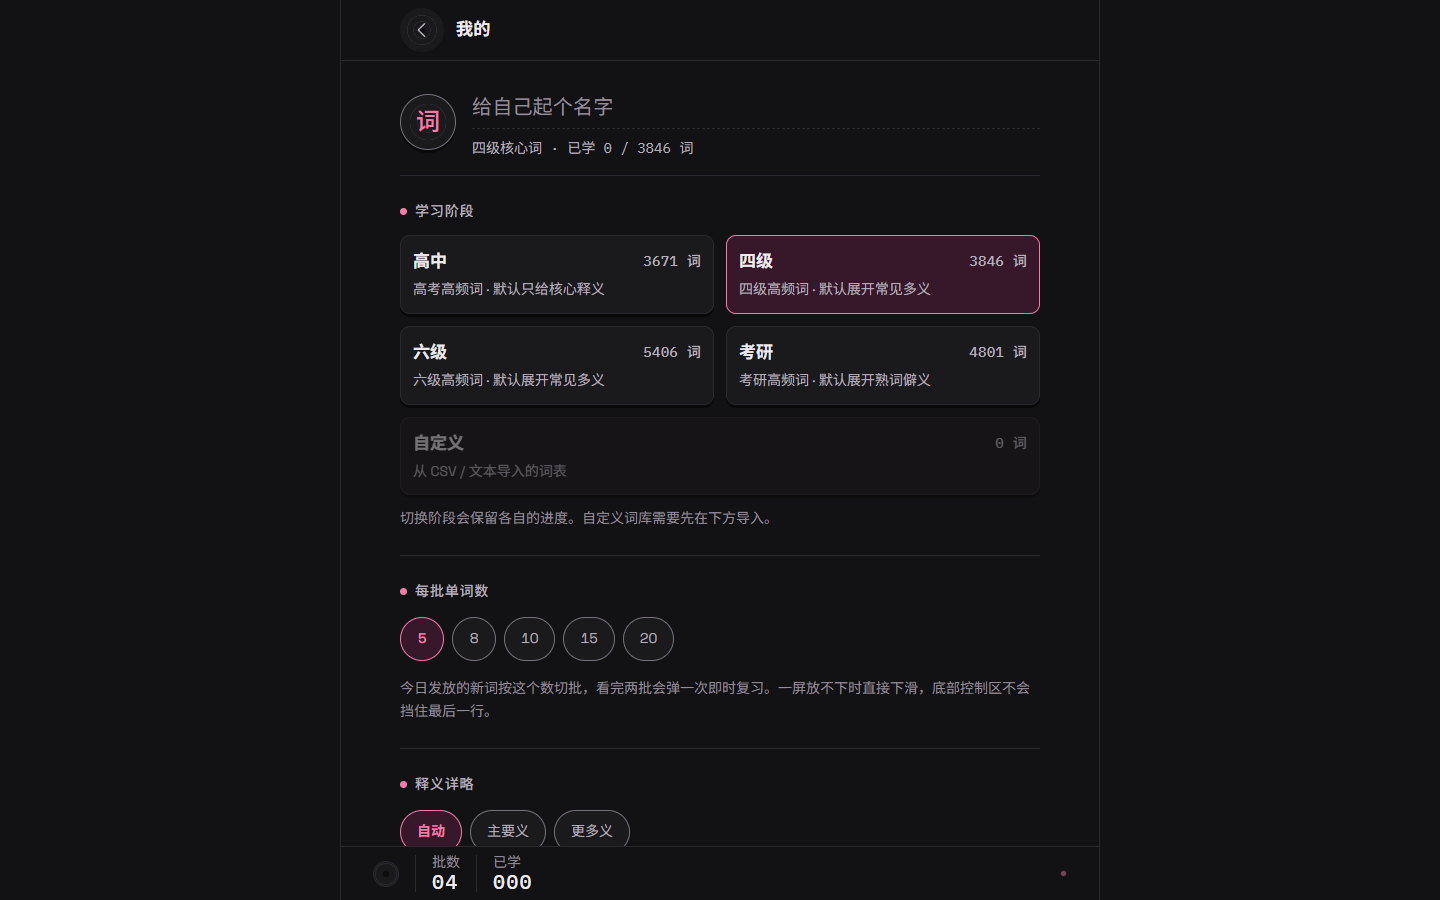 我的
词
给自己起个名字
四级核心词 · 已学 0 / 3846 词
学习阶段
高中 3671 词
高考高频词 · 默认只给核心释义
四级 3846 词
四级高频词 · 默认展开常见多义
六级 5406 词
六级高频词 · 默认展开常见多义
考研 4801 词
考研高频词 · 默认展开熟词僻义
自定义 0 词
从 CSV / 文本导入的词表
切换阶段会保留各自的进度。自定义词库需要先在下方导入。
每批单词数
5 8 10 15 20
今日发放的新词按这个数切批，看完两批会弹一次即时复习。一屏放不下时直接下滑，底部控制区不会
挡住最后一行。
释义详略
自动 主要义 更多义
批数 已学
04 000